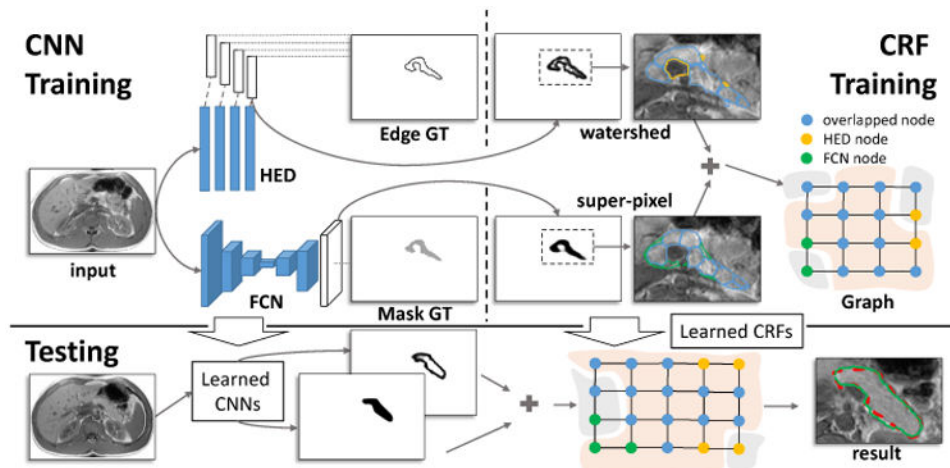 CNN
Training
Edge GT
HED
input
FCN
Mask GT
watershed
super-pixel
CRF
Training
overlapped node
HED node
FCN node
Graph
Testing
Learned
CNNs
Learned CRFs
result